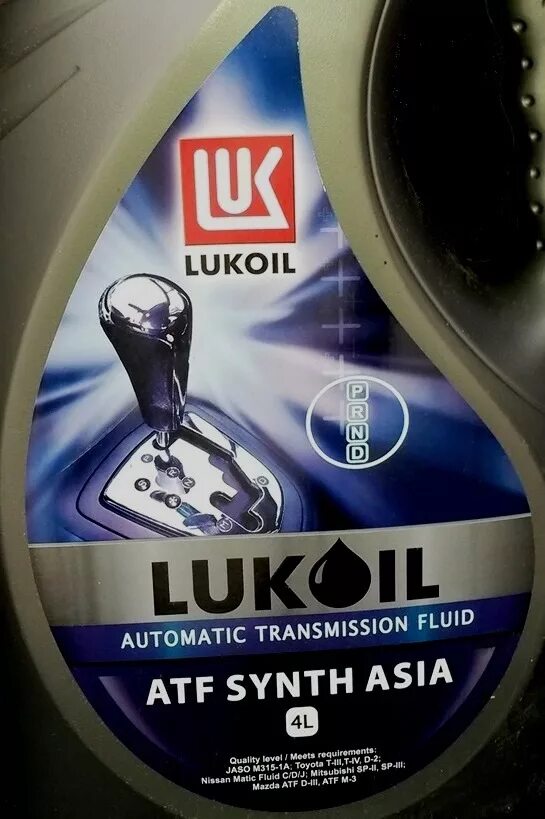 LUK
LUKOIL
P
R
N
D
LUKOIL
AUTOMATIC TRANSMISSION FLUID
ATF SYNTH ASIA
4L
Quality level / Meets requirements:
JASO M315-1A; Toyota T-III,T-IV, D-2;
Nissan Matic Fluid C/D/J; Mitsubishi SP-II, SP-III;
Mazda ATF D-III, ATF M-3